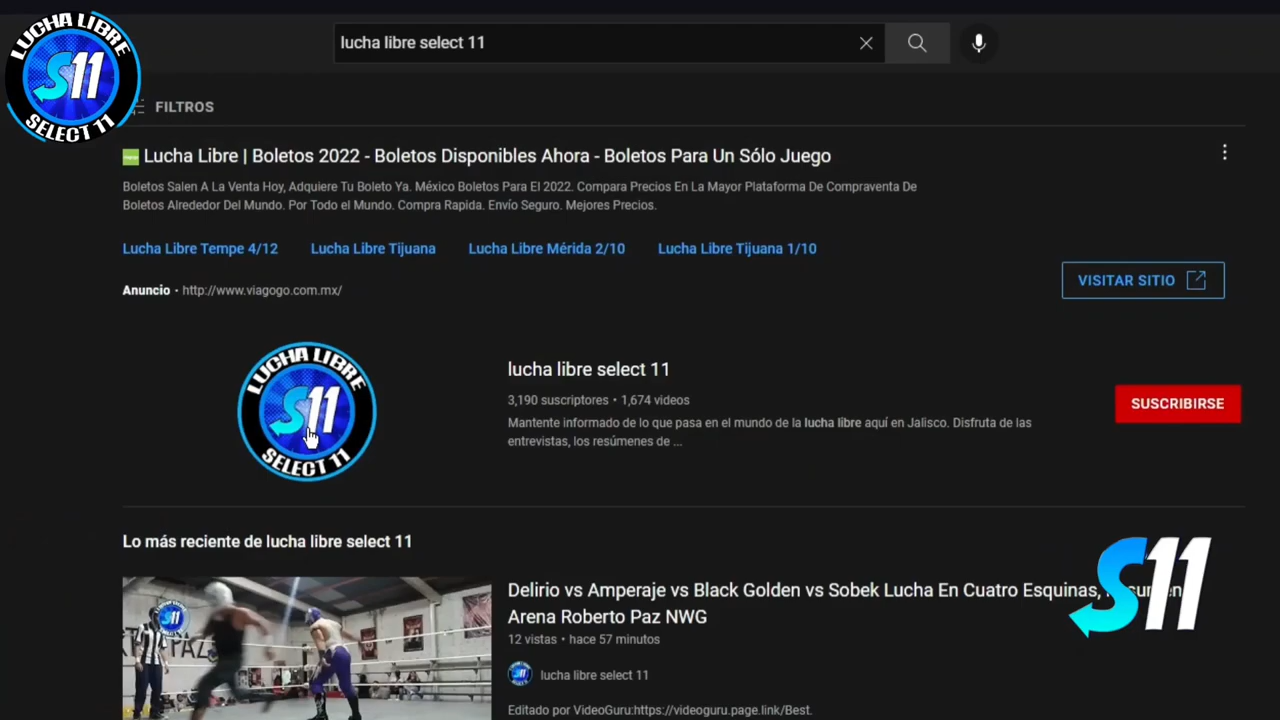 LUCHA LIBRE
S11
SELECT 11
lucha libre select 11
FILTROS
Lucha Libre | Boletos 2022 - Boletos Disponibles Ahora - Boletos Para Un Sólo Juego
Boletos Salen A La Venta Hoy, Adquiere Tu Boleto Ya. México Boletos Para El 2022. Compara Precios En La Mayor Plataforma De Compraventa De
Boletos Alrededor Del Mundo. Por Todo el Mundo. Compra Rapida. Envío Seguro. Mejores Precios.
Lucha Libre Tempe 4/12
Lucha Libre Tijuana
Lucha Libre Mérida 2/10
Lucha Libre Tijuana 1/10
VISITAR SITIO
Anuncio · http://www.viagogo.com.mx/
LUCHA LIBRE
S11
SELECT 11
lucha libre select 11
3,190 suscriptores · 1,674 videos
Mantente informado de lo que pasa en el mundo de la lucha libre aquí en Jalisco. Disfruta de las
entrevistas, los resúmenes de ...
SUSCRIBIRSE
Lo más reciente de lucha libre select 11
Delirio vs Amperaje vs Black Golden vs Sobek Lucha En Cuatro Esquinas,
Arena Roberto Paz NWG
12 vistas · hace 57 minutos
S11
lucha libre select 11
Editado por VideoGuru:https://videoguru.page.link/Best.